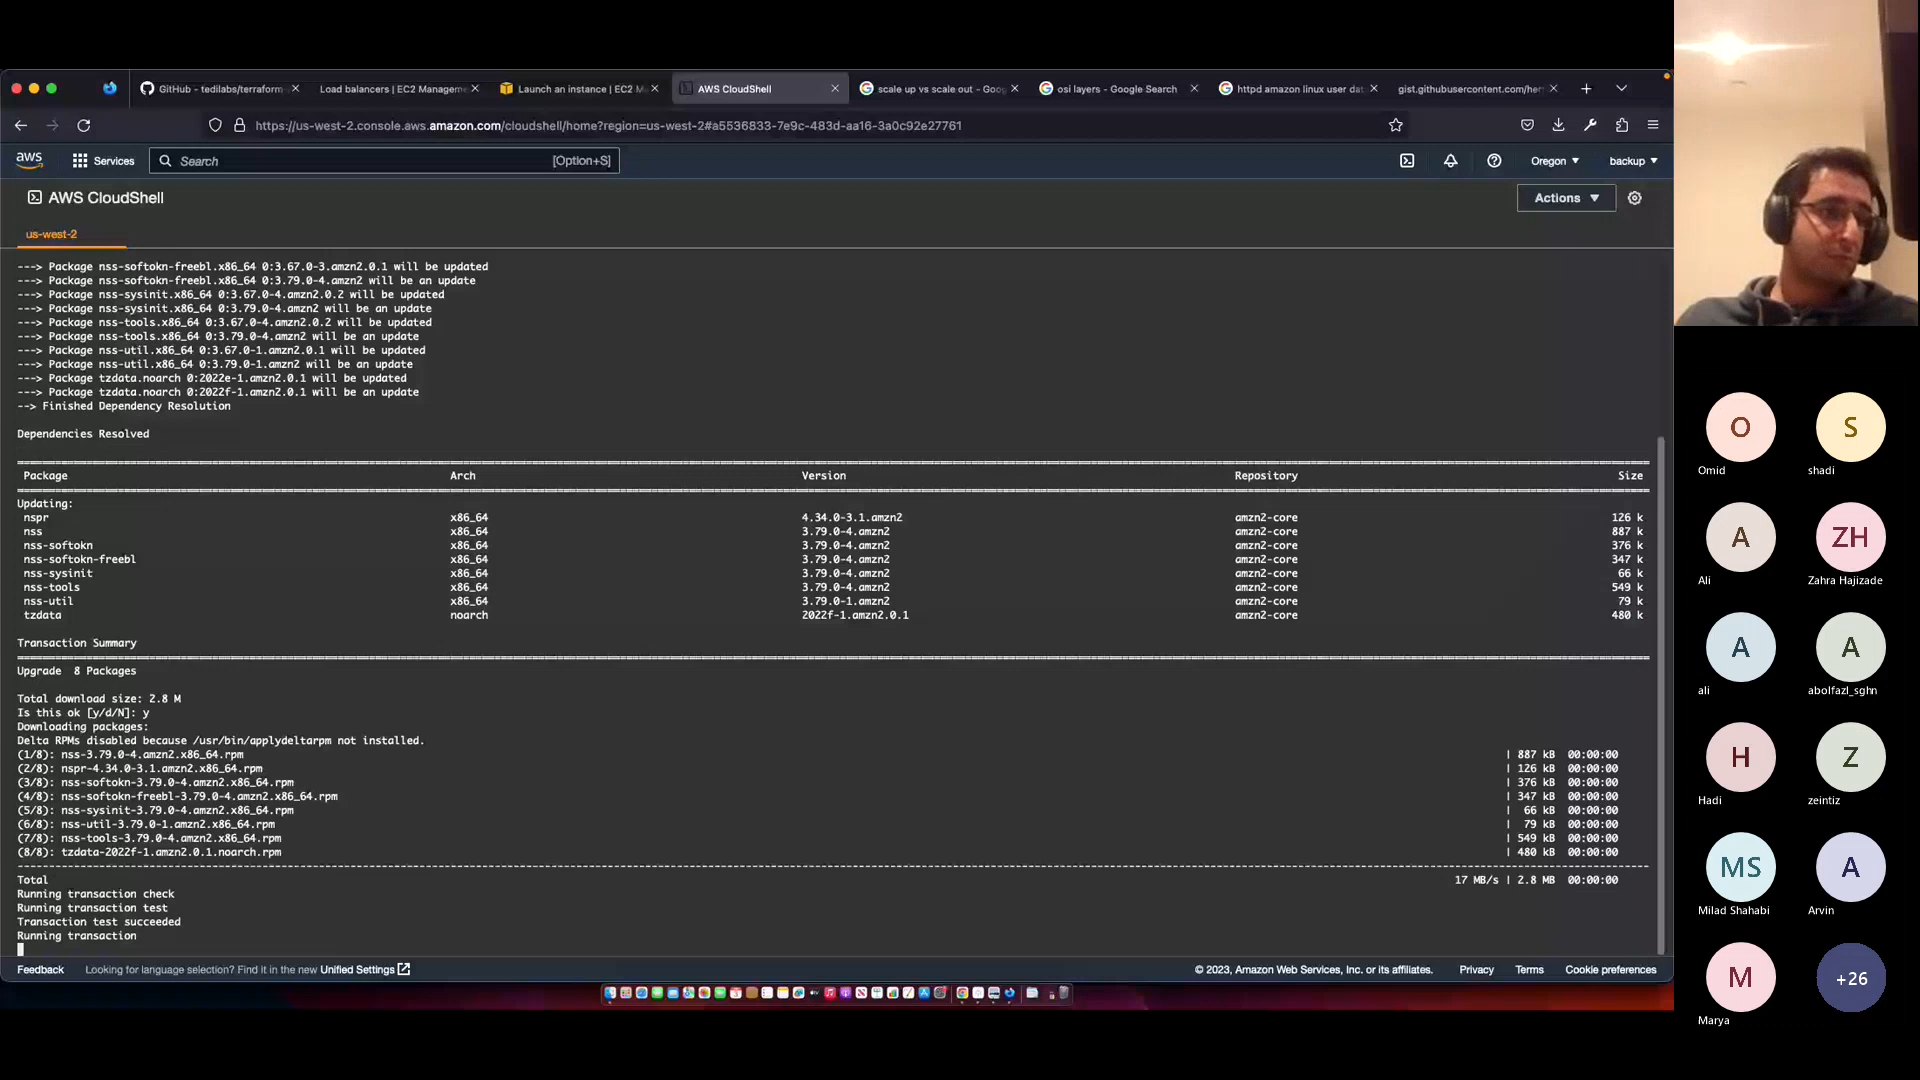 GitHub - tedilabs/terraform-
Load balancers | EC2 Manageme
Launch an instance | EC2 M
AWS CloudShell
scale up vs scale out - Goog
osi layers - Google Search
httpd amazon linux user dat
gist.githubusercontent.com/her
https://us-west-2.console.aws.amazon.com/cloudshell/home?region=us-west-2#a5536833-7e9c-483d-aa16-3a0c92e27761
aws
Services
Search
[Option+S]
Oregon
backup
AWS CloudShell
Actions
us-west-2
---> Package nss-softokn-freebl.x86_64 0:3.67.0-3.amzn2.0.1 will be updated
---> Package nss-softokn-freebl.x86_64 0:3.79.0-4.amzn2 will be an update
---> Package nss-sysinit.x86_64 0:3.67.0-4.amzn2.0.2 will be updated
---> Package nss-sysinit.x86_64 0:3.79.0-4.amzn2 will be an update
---> Package nss-tools.x86_64 0:3.67.0-4.amzn2.0.2 will be updated
---> Package nss-tools.x86_64 0:3.79.0-4.amzn2 will be an update
---> Package nss-util.x86_64 0:3.67.0-1.amzn2.0.1 will be updated
---> Package nss-util.x86_64 0:3.79.0-1.amzn2 will be an update
---> Package tzdata.noarch 0:2022e-1.amzn2.0.1 will be updated
---> Package tzdata.noarch 0:2022f-1.amzn2.0.1 will be an update
--> Finished Dependency Resolution
Dependencies Resolved
Package Arch Version Repository Size
Updating:
nspr x86_64 4.34.0-3.1.amzn2 amzn2-core 126 k
nss x86_64 3.79.0-4.amzn2 amzn2-core 887 k
nss-softokn x86_64 3.79.0-4.amzn2 amzn2-core 376 k
nss-softokn-freebl x86_64 3.79.0-4.amzn2 amzn2-core 347 k
nss-sysinit x86_64 3.79.0-4.amzn2 amzn2-core 66 k
nss-tools x86_64 3.79.0-4.amzn2 amzn2-core 549 k
nss-util x86_64 3.79.0-1.amzn2 amzn2-core 79 k
tzdata noarch 2022f-1.amzn2.0.1 amzn2-core 480 k
Transaction Summary
Upgrade 8 Packages
Total download size: 2.8 M
Is this ok [y/d/N]: y
Downloading packages:
Delta RPMs disabled because /usr/bin/applydeltarpm not installed.
(1/8): nss-3.79.0-4.amzn2.x86_64.rpm | 887 kB 00:00:00
(2/8): nspr-4.34.0-3.1.amzn2.x86_64.rpm | 126 kB 00:00:00
(3/8): nss-softokn-3.79.0-4.amzn2.x86_64.rpm | 376 kB 00:00:00
(4/8): nss-softokn-freebl-3.79.0-4.amzn2.x86_64.rpm | 347 kB 00:00:00
(5/8): nss-sysinit-3.79.0-4.amzn2.x86_64.rpm | 66 kB 00:00:00
(6/8): nss-util-3.79.0-1.amzn2.x86_64.rpm | 79 kB 00:00:00
(7/8): nss-tools-3.79.0-4.amzn2.x86_64.rpm | 549 kB 00:00:00
(8/8): tzdata-2022f-1.amzn2.0.1.noarch.rpm | 480 kB 00:00:00
Total 17 MB/s | 2.8 MB 00:00:00
Running transaction check
Running transaction test
Transaction test succeeded
Running transaction
Feedback
Looking for language selection? Find it in the new Unified Settings
© 2023, Amazon Web Services, Inc. or its affiliates.
Privacy
Terms
Cookie preferences
O
S
Omid
shadi
A
ZH
Ali
Zahra Hajizade
A
A
ali
abolfazl_sghn
H
Z
Hadi
zeintiz
MS
A
Milad Shahabi
Arvin
M
+26
Marya